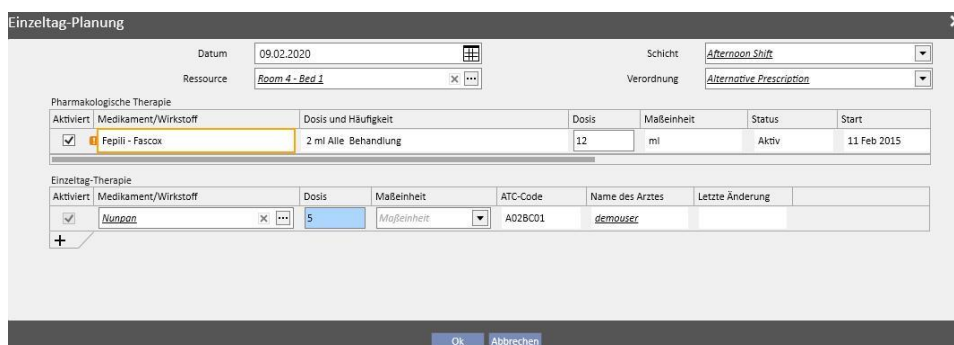 Einzeltag-Planung
Datum 09.02.2020 Schicht Afternoon Shift
Ressource Room 4 - Bed 1 Verordnung Alternative Prescription
Pharmakologische Therapie
Aktiviert Medikament/Wirkstoff Dosis und Häufigkeit Dosis Maßeinheit Status Start
Fepili - Fascox 2 ml Alle Behandlung 12 ml Aktiv 11 Feb 2015
Einzeltag-Therapie
Aktiviert Medikament/Wirkstoff Dosis Maßeinheit ATC-Code Name des Arztes Letzte Änderung
Nunpan 5 Maßeinheit A02BC01 demouser
Ok Abbrechen